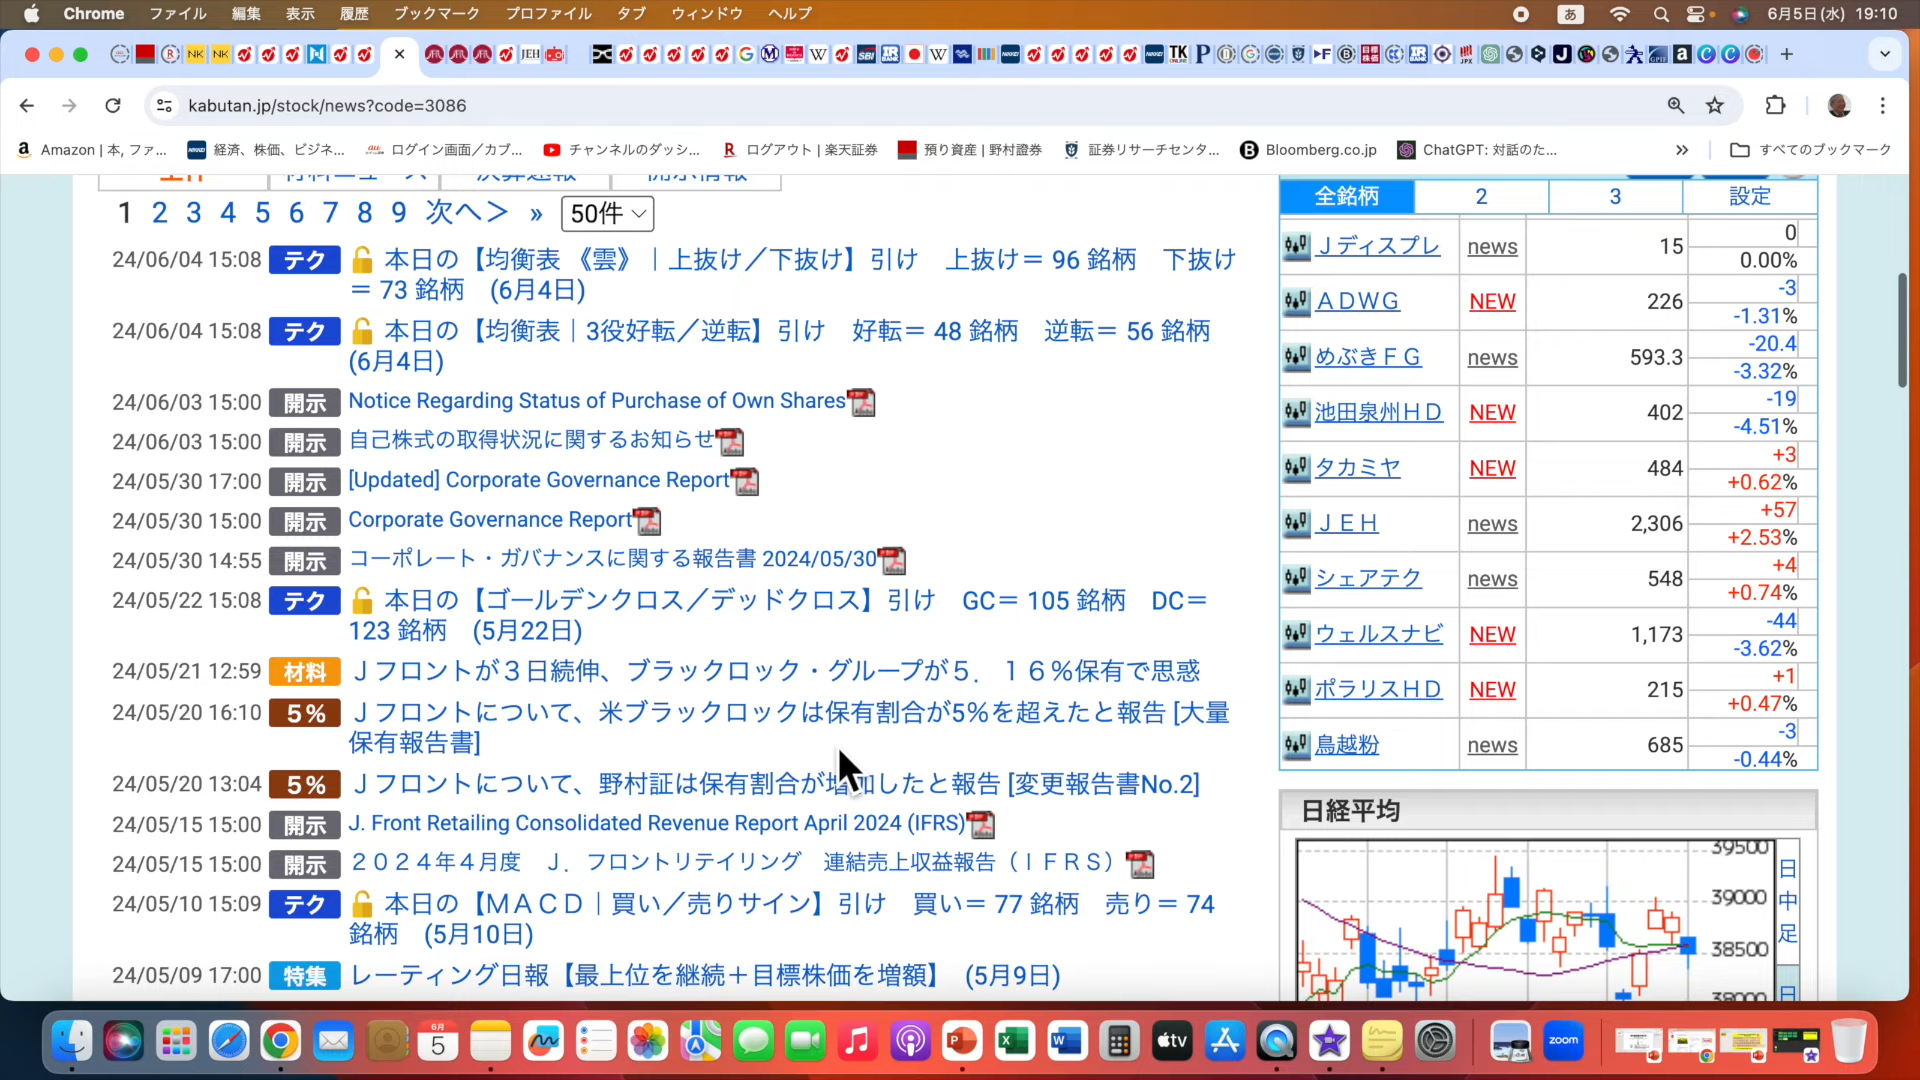 Chrome ファイル 編集 表示 履歴 ブックマーク プロファイル タブ ウィンドウ ヘルプ
あ 6月5日(水) 19:10
kabutan.jp/stock/news?code=3086
Amazon | 本, ファ...
経済、株価、ビジネ...
ログイン画面／カブ...
チャンネルのダッシ...
ログアウト | 楽天証券
預り資産 | 野村證券
証券リサーチセンタ...
Bloomberg.co.jp
ChatGPT: 対話のた...
» すべてのブックマーク
1 2 3 4 5 6 7 8 9 次へ＞ » 50件
24/06/04 15:08 テク 本日の【均衡表 《雲》｜上抜け／下抜け】引け　上抜け＝ 96 銘柄　下抜け
＝ 73 銘柄　(6月4日)
24/06/04 15:08 テク 本日の【均衡表｜3役好転／逆転】引け　好転＝ 48 銘柄　逆転＝ 56 銘柄
(6月4日)
24/06/03 15:00 開示 Notice Regarding Status of Purchase of Own Shares
24/06/03 15:00 開示 自己株式の取得状況に関するお知らせ
24/05/30 17:00 開示 [Updated] Corporate Governance Report
24/05/30 15:00 開示 Corporate Governance Report
24/05/30 14:55 開示 コーポレート・ガバナンスに関する報告書 2024/05/30
24/05/22 15:08 テク 本日の【ゴールデンクロス／デッドクロス】引け　GC＝ 105 銘柄　DC＝
123 銘柄　(5月22日)
24/05/21 12:59 材料 Ｊフロントが３日続伸、ブラックロック・グループが５．１６％保有で思惑
24/05/20 16:10 5% Ｊフロントについて、米ブラックロックは保有割合が5％を超えたと報告 [大量
保有報告書]
24/05/20 13:04 5% Ｊフロントについて、野村証は保有割合が増加したと報告 [変更報告書No.2]
24/05/15 15:00 開示 J. Front Retailing Consolidated Revenue Report April 2024 (IFRS)
24/05/15 15:00 開示 ２０２４年４月度　Ｊ．フロントリテイリング　連結売上収益報告（ＩＦＲＳ）
24/05/10 15:09 テク 本日の【ＭＡＣＤ｜買い／売りサイン】引け　買い＝ 77 銘柄　売り＝ 74
銘柄　(5月10日)
24/05/09 17:00 特集 レーティング日報【最上位を継続＋目標株価を増額】 (5月9日)
全銘柄 2 3 設定
Ｊディスプレ news 15 0 0.00%
ＡＤＷＧ NEW 226 -3 -1.31%
めぶきＦＧ news 593.3 -20.4 -3.32%
池田泉州ＨＤ NEW 402 -19 -4.51%
タカミヤ NEW 484 +3 +0.62%
ＪＥＨ news 2,306 +57 +2.53%
シェアテク news 548 +4 +0.74%
ウェルスナビ NEW 1,173 -44 -3.62%
ポラリスＨＤ NEW 215 +1 +0.47%
鳥越粉 news 685 -3 -0.44%
日経平均
39500
39000
38500
38000
日中足
日
6月
5
tv
zoom